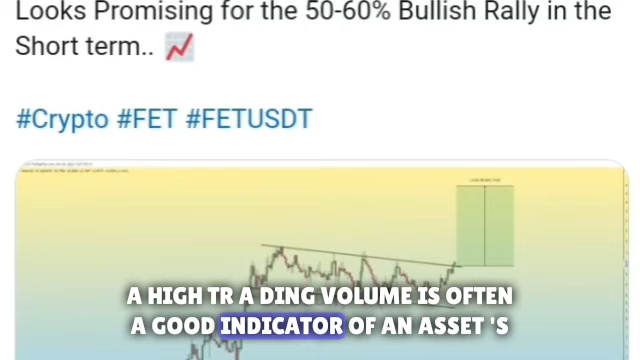 Looks Promising for the 50-60% Bullish Rally in the
Short term.. 📈
#Crypto #FET #FETUSDT
A HIGH TR A DING VOLUME IS OFTEN
A GOOD INDICATOR OF AN ASSET 'S